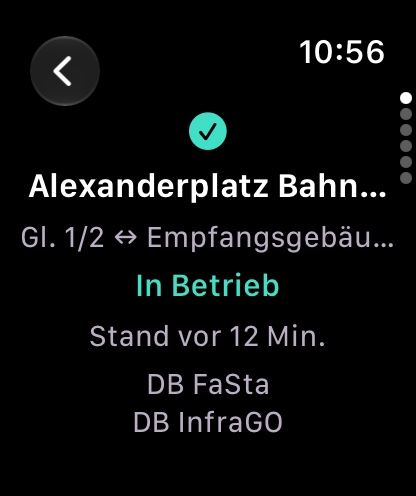 10:56
Alexanderplatz Bahn...
Gl. 1/2 ↔ Empfangsgebäu...
In Betrieb
Stand vor 12 Min.
DB FaSta
DB InfraGO